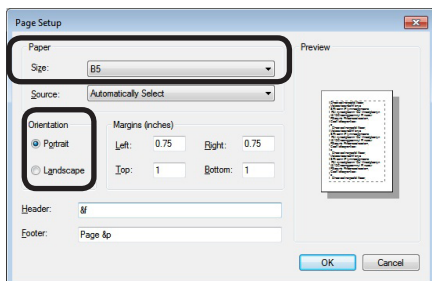 Page Setup
Paper
Preview
Size: B5
Source: Automatically Select
Orientation
Margins (inches)
Portrait
Left: 0.75 Right: 0.75
Landscape
Top: 1 Bottom: 1
Header: &f
Footer: Page &p
OK Cancel